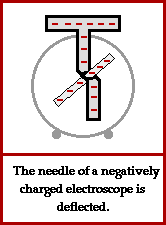 The needle of a negatively
charged electroscope is
deflected.